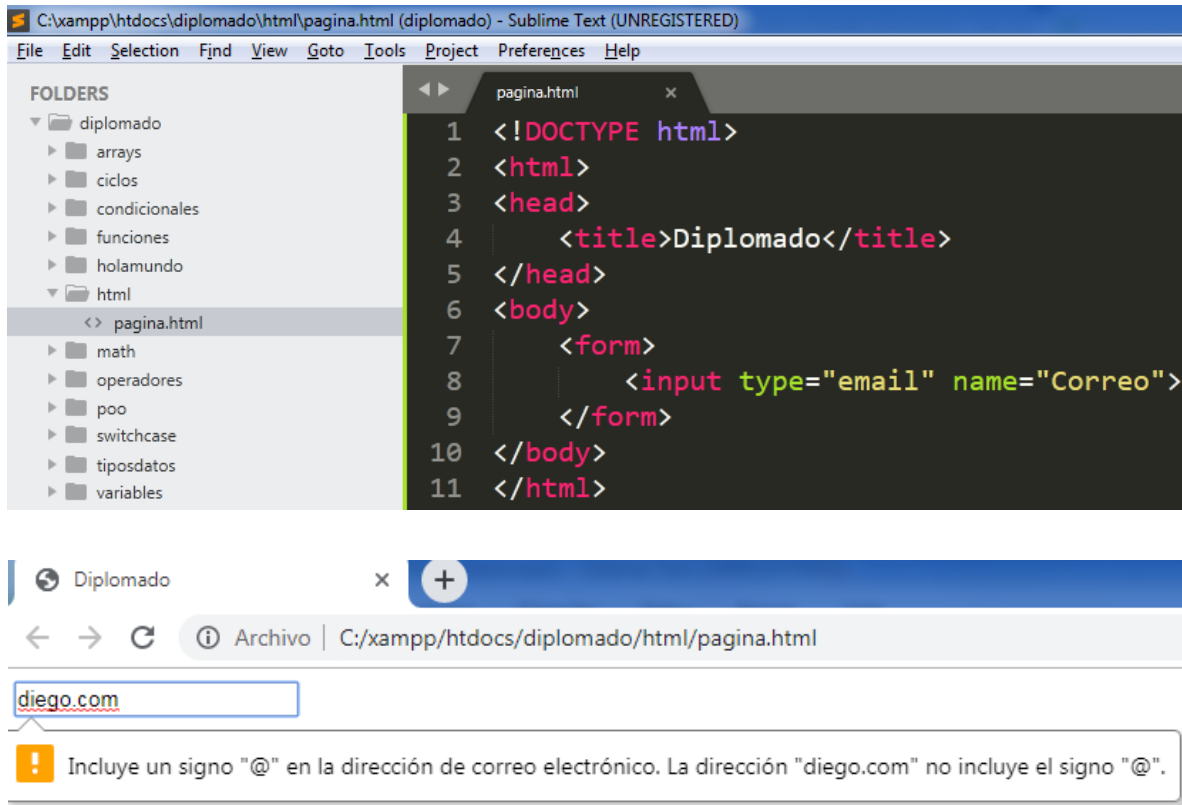 C:\xampp\htdocs\diplomado\html\pagina.html (diplomado) - Sublime Text (UNREGISTERED)
File Edit Selection Find View Goto Tools Project Preferences Help
FOLDERS
diplomado
arrays
ciclos
condicionales
funciones
holamundo
html
<> pagina.html
math
operadores
poo
switchcase
tiposdatos
variables
pagina.html ×
1 <!DOCTYPE html>
2 <html>
3 <head>
4 <title>Diplomado</title>
5 </head>
6 <body>
7 <form>
8 <input type="email" name="Correo">
9 </form>
10 </body>
11 </html>
Diplomado × +
Archivo | C:/xampp/htdocs/diplomado/html/pagina.html
diego.com
! Incluye un signo "@" en la dirección de correo electrónico. La dirección "diego.com" no incluye el signo "@".